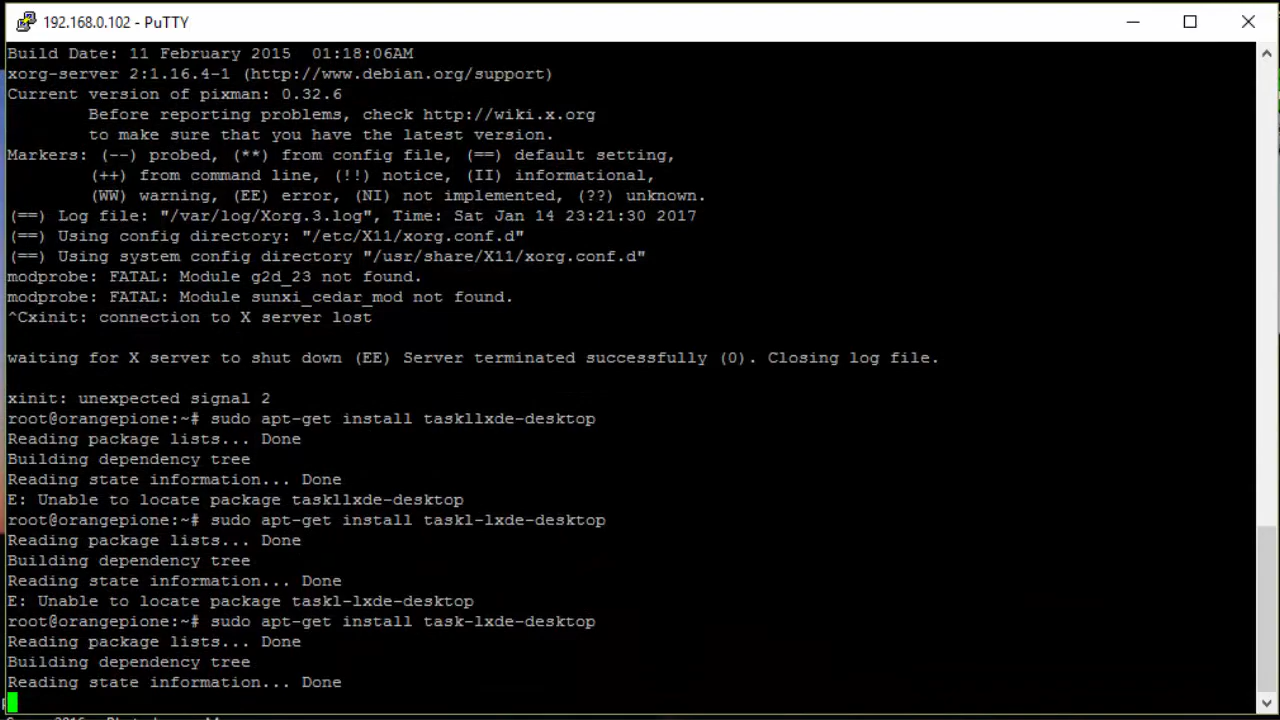 192.168.0.102 - PuTTY
Build Date: 11 February 2015  01:18:06AM
xorg-server 2:1.16.4-1 (http://www.debian.org/support)
Current version of pixman: 0.32.6
        Before reporting problems, check http://wiki.x.org
        to make sure that you have the latest version.
Markers: (--) probed, (**) from config file, (==) default setting,
        (++) from command line, (!!) notice, (II) informational,
        (WW) warning, (EE) error, (NI) not implemented, (??) unknown.
(==) Log file: "/var/log/Xorg.3.log", Time: Sat Jan 14 23:21:30 2017
(==) Using config directory: "/etc/X11/xorg.conf.d"
(==) Using system config directory "/usr/share/X11/xorg.conf.d"
modprobe: FATAL: Module g2d_23 not found.
modprobe: FATAL: Module sunxi_cedar_mod not found.
^Cxinit: connection to X server lost
waiting for X server to shut down (EE) Server terminated successfully (0). Closing log file.
xinit: unexpected signal 2
root@orangepione:~# sudo apt-get install taskllxde-desktop
Reading package lists... Done
Building dependency tree
Reading state information... Done
E: Unable to locate package taskllxde-desktop
root@orangepione:~# sudo apt-get install taskl-lxde-desktop
Reading package lists... Done
Building dependency tree
Reading state information... Done
E: Unable to locate package taskl-lxde-desktop
root@orangepione:~# sudo apt-get install task-lxde-desktop
Reading package lists... Done
Building dependency tree
Reading state information... Done